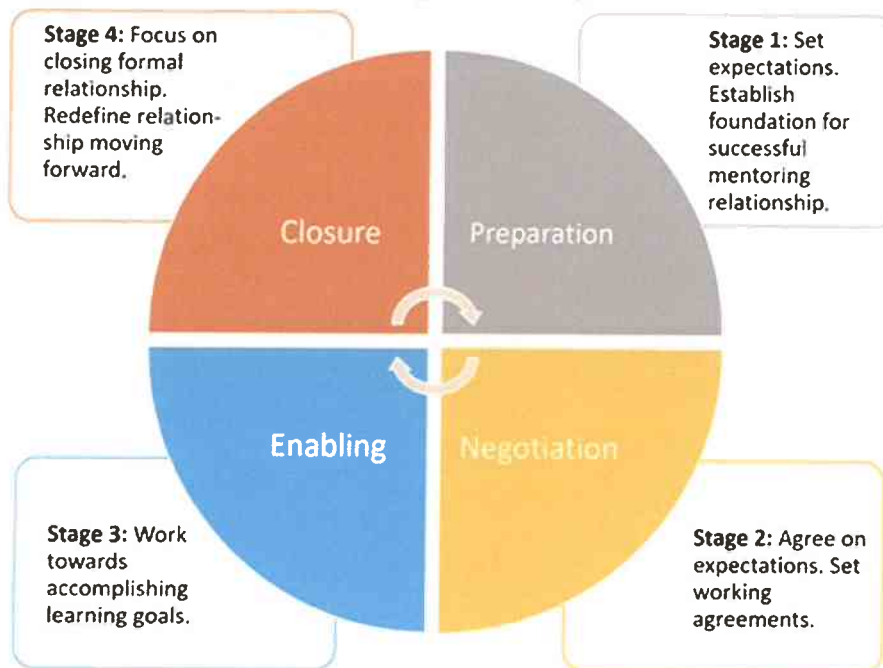 Stage 4: Focus on
closing formal
relationship.
Redefine relation-
ship moving
forward.
Stage 1: Set
expectations.
Establish
foundation for
successful
mentoring
relationship.
Closure
Preparation
Enabling
Negotiation
Stage 3: Work
towards
accomplishing
learning goals.
Stage 2: Agree on
expectations. Set
working
agreements.